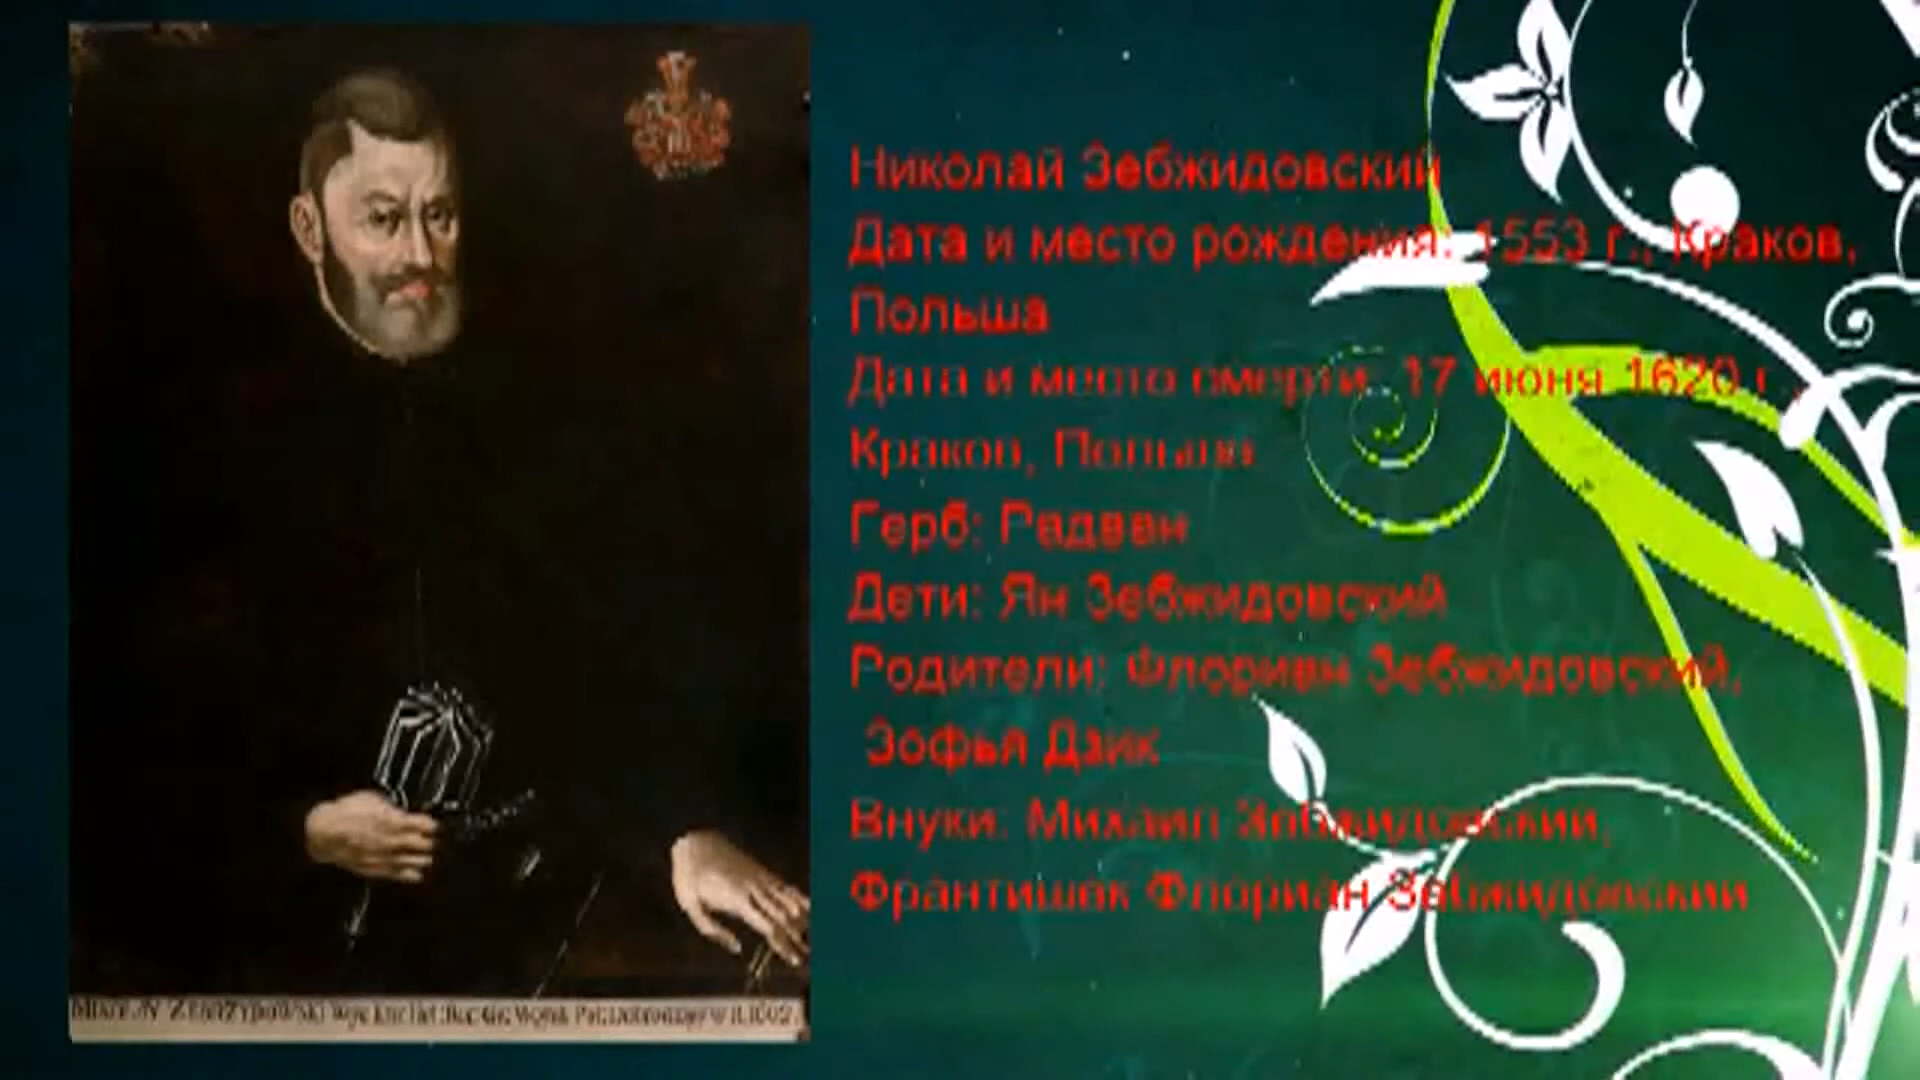 Николай Зебжидовский
Дата и место рождения: 1553 г., Краков,
Польша
Дата и место смерти: 17 июня 1620 г.,
Краков, Польша
Герб: Радван
Дети: Ян Зебжидовский
Родители: Флориан Зебжидовский,
Зофья Дзик
Внуки: Михаил Зебжидовский,
Франтишек Флориан Зебжидовский
ZEBRZYDOWSKI